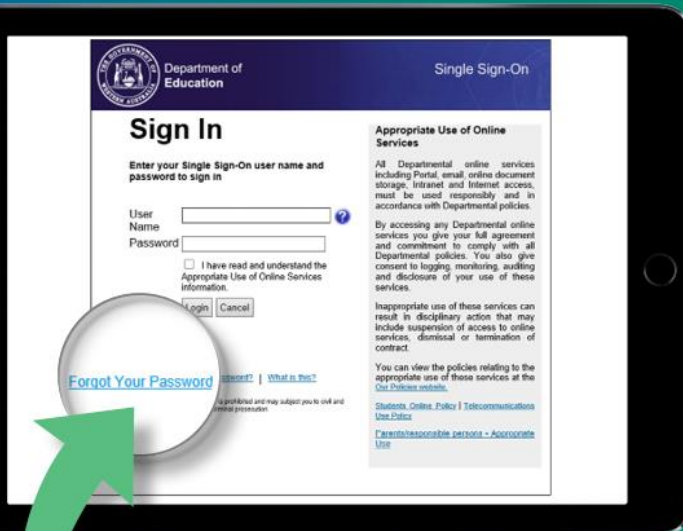 THE GOVERNMENT OF
WESTERN AUSTRALIA
Department of
Education
Single Sign-On
Sign In
Enter your Single Sign-On user name and
password to sign in
User
Name
?
Password
I have read and understand the
Appropriate Use of Online Services
information.
Login Cancel
Forgot Your Password
password? | What is this?
is prohibited and may subject you to civil and
criminal prosecution
Appropriate Use of Online
Services
All Departmental online services
including Portal, email, online document
storage, Intranet and Internet access,
must be used responsibly and in
accordance with Departmental policies.
By accessing any Departmental online
services you give your full agreement
and commitment to comply with all
Departmental policies. You also give
consent to logging, monitoring, auditing
and disclosure of your use of these
services.
Inappropriate use of these services can
result in disciplinary action that may
include suspension of access to online
services, dismissal or termination of
contract.
You can view the policies relating to the
appropriate use of these services at the
Our Policies website.
Students Online Policy | Telecommunications
Use Policy
Parents/responsible persons - Appropriate
Use